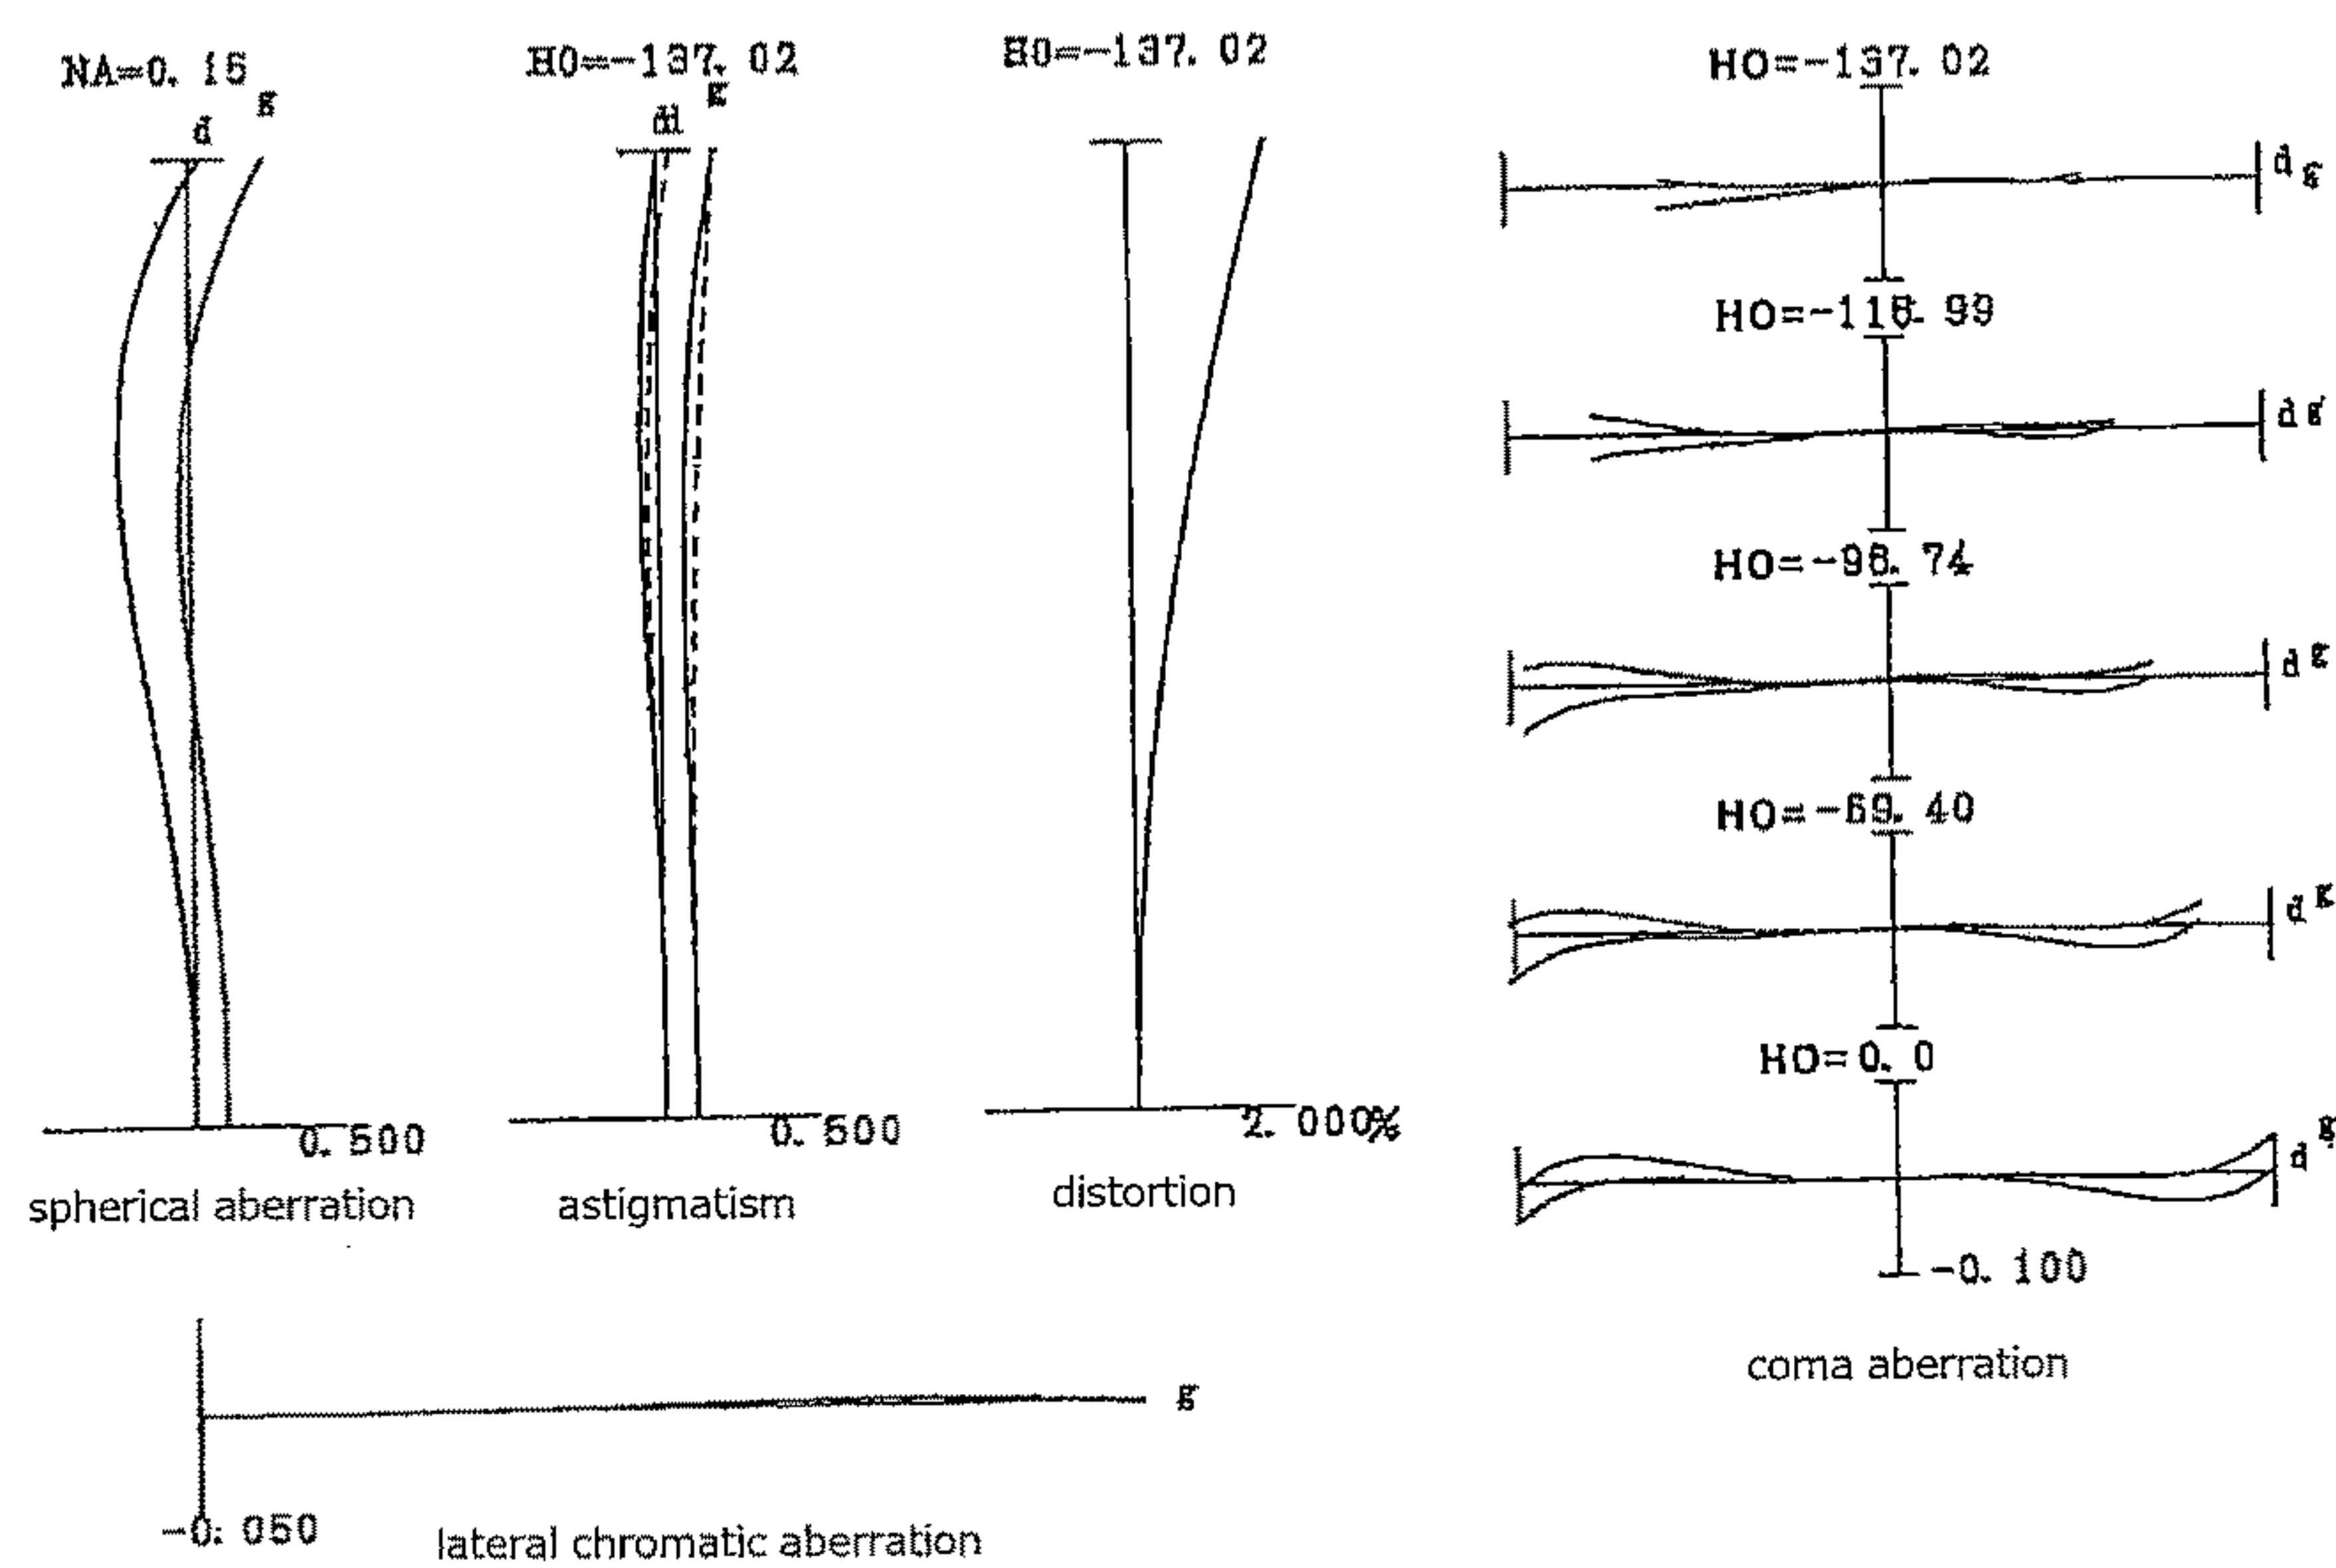 NA=0.15
g
d
spherical aberration
0.500
H0=-137.02
g
d
0.500
astigmatism
H0=-137.02
2.000%
distortion
HO=-137.02
d g
HO=-116.99
d g
HO=-96.74
d g
HO=-69.40
d g
HO=0.0
d g
-0.100
coma aberration
g
-0.050
lateral chromatic aberration